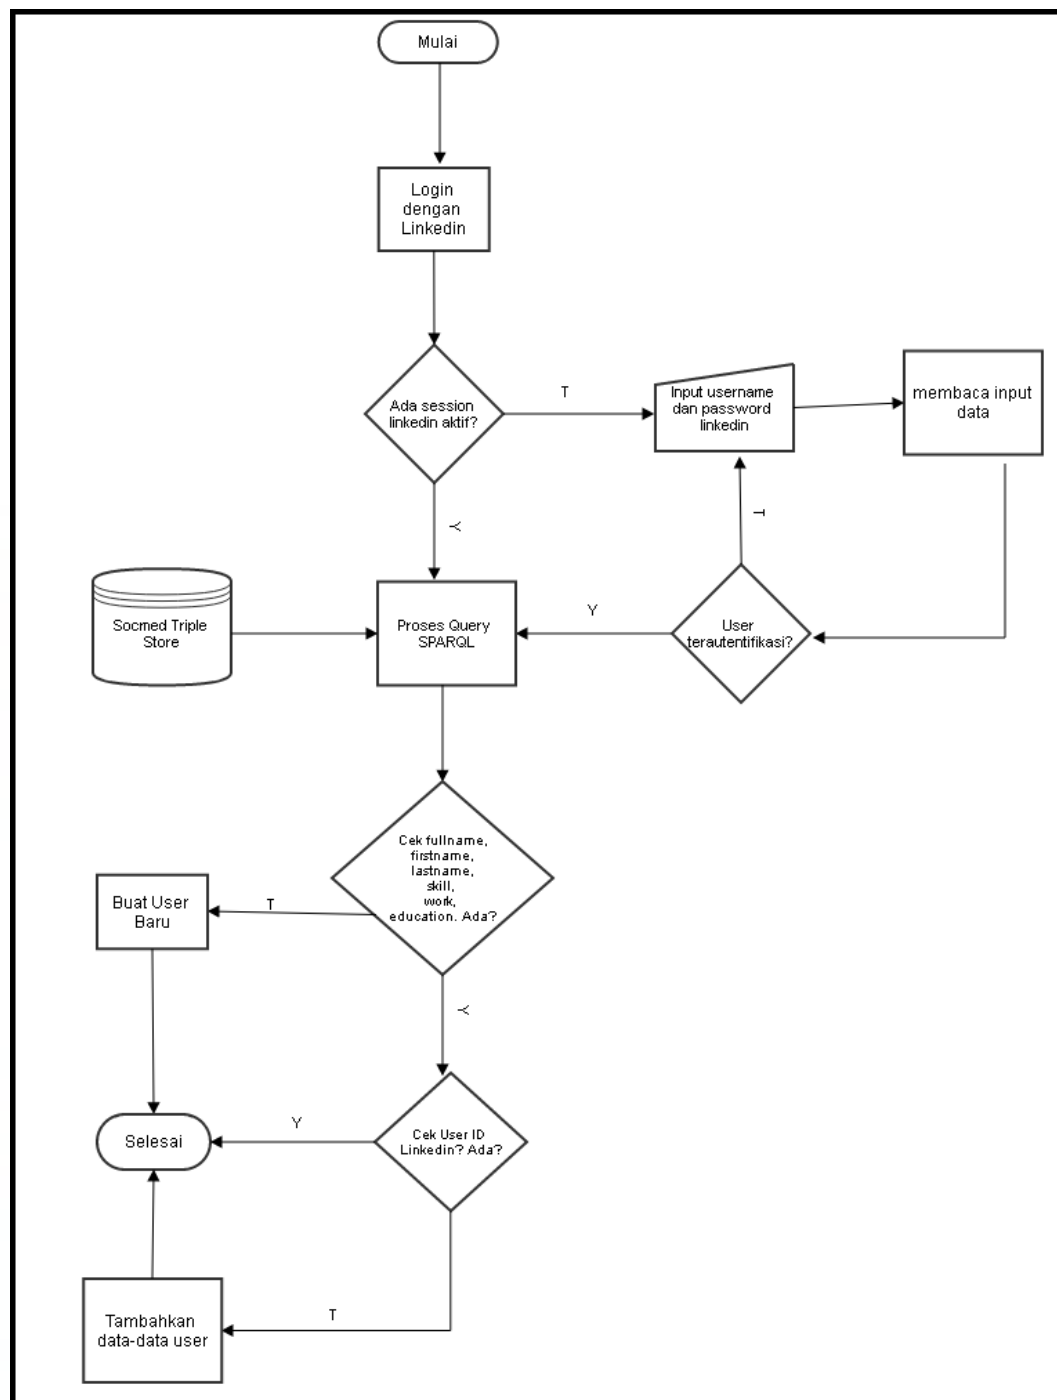 Mulai
Login
dengan
Linkedin
Ada session
linkedin aktif?
T
Input username
dan password
linkedin
membaca input
data
Y
T
Socmed Triple
Store
Proses Query
SPARQL
Y
User
terautentifikasi?
Cek fullname,
firstname,
lastname,
skill,
work,
education. Ada?
T
Buat User
Baru
Y
Selesai
Y
Cek User ID
Linkedin? Ada?
T
Tambahkan
data-data user